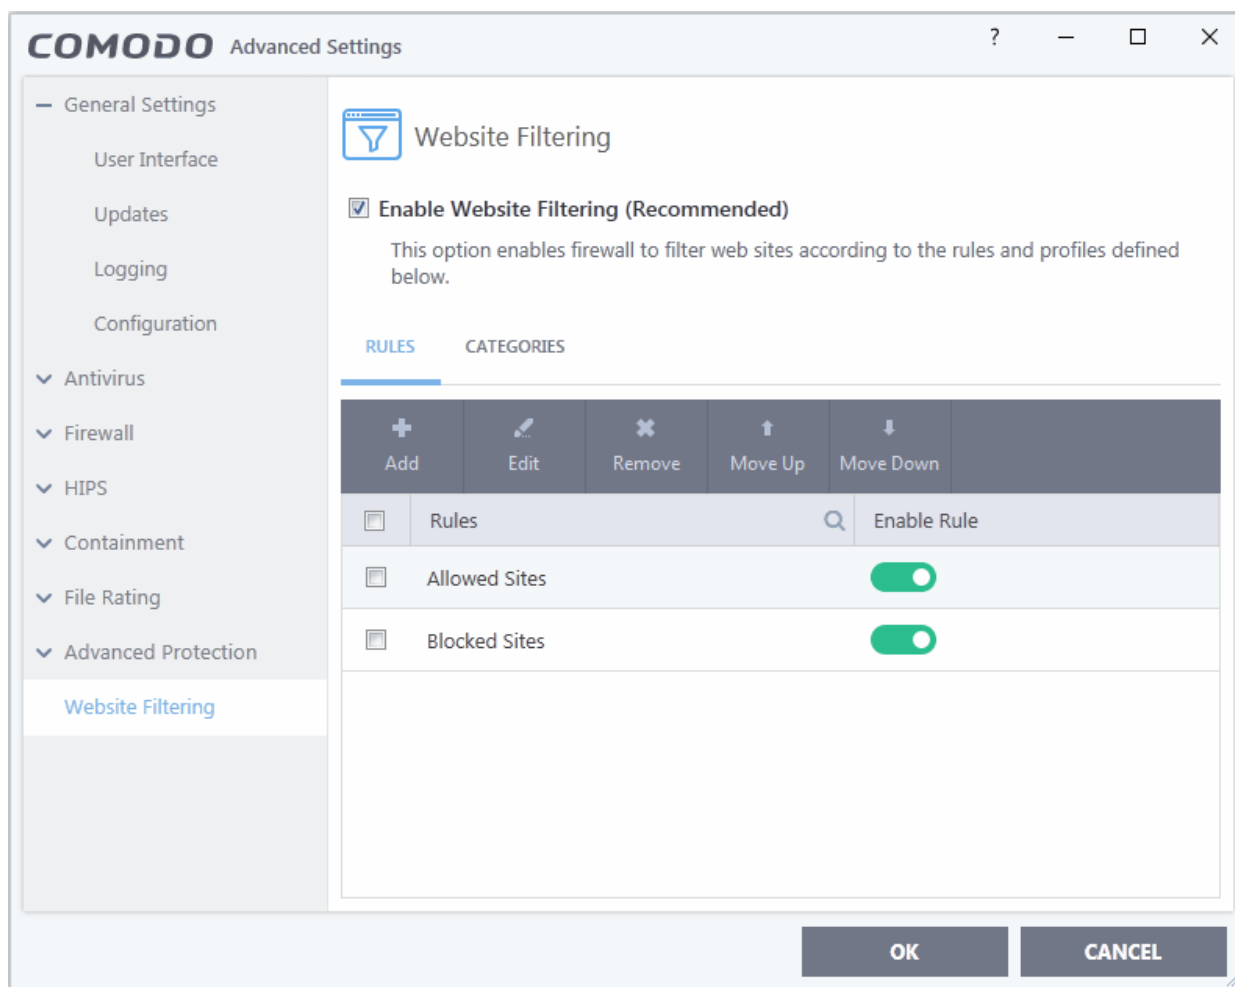 COMODO Advanced Settings ?
General Settings
User Interface
Updates
Logging
Configuration
Antivirus
Firewall
HIPS
Containment
File Rating
Advanced Protection
Website Filtering
Website Filtering
Enable Website Filtering (Recommended)
This option enables firewall to filter web sites according to the rules and profiles defined
below.
RULES CATEGORIES
Add Edit Remove Move Up Move Down
Rules Enable Rule
Allowed Sites
Blocked Sites
OK CANCEL